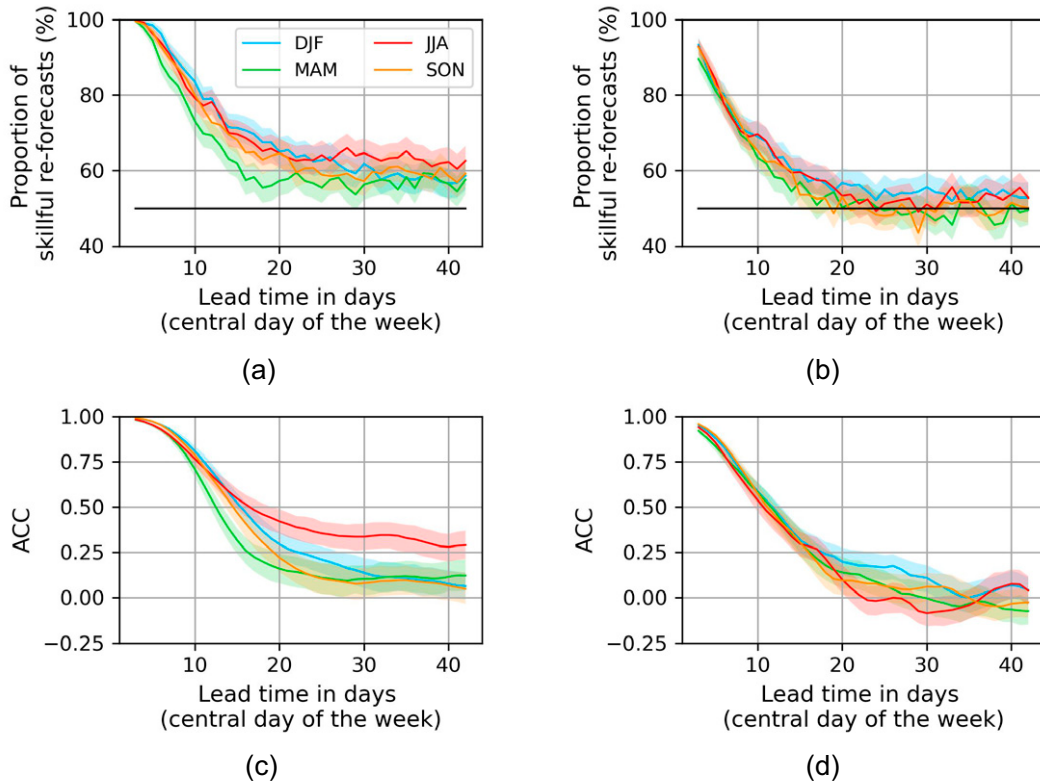 100
80
60
40
Proportion of
skillful re-forecasts (%)
DJF
MAM
JJA
SON
10
20
30
40
Lead time in days
(central day of the week)
(a)
100
80
60
40
Proportion of
skillful re-forecasts (%)
10
20
30
40
Lead time in days
(central day of the week)
(b)
1.00
0.75
0.50
0.25
0.00
−0.25
ACC
10
20
30
40
Lead time in days
(central day of the week)
(c)
1.00
0.75
0.50
0.25
0.00
−0.25
ACC
10
20
30
40
Lead time in days
(central day of the week)
(d)